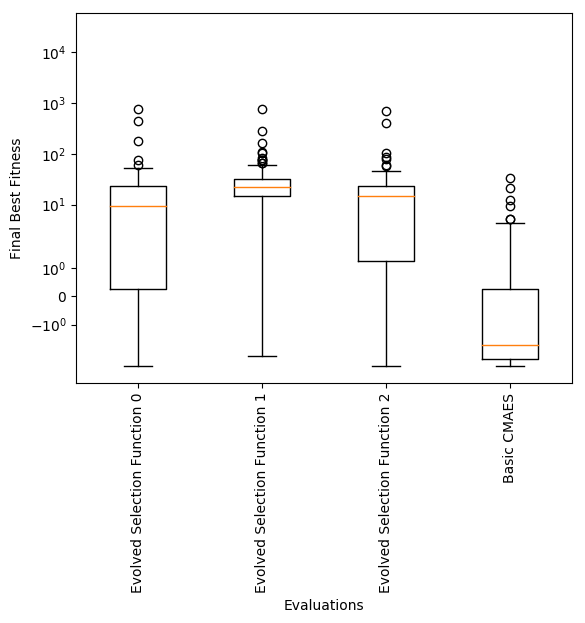 Final Best Fitness
10⁴
10³
10²
10¹
10⁰
0
−10⁰
Evolved Selection Function 0
Evolved Selection Function 1
Evolved Selection Function 2
Basic CMAES
Evaluations